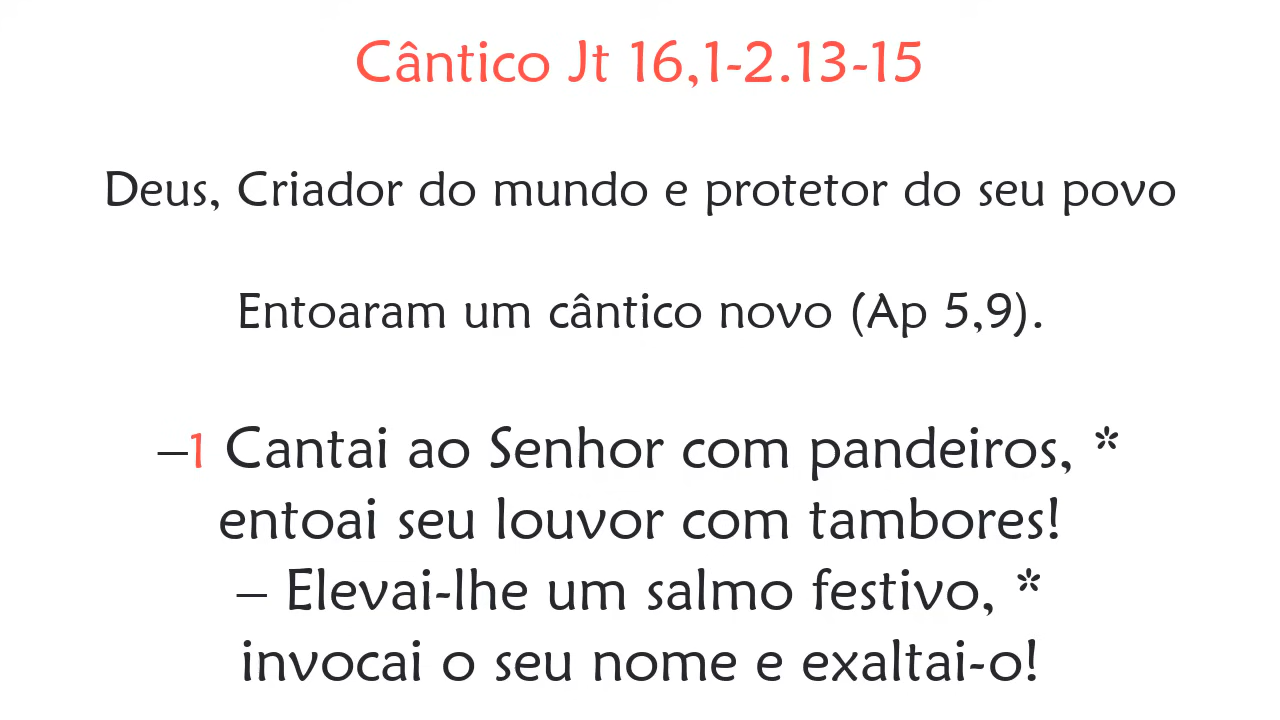 Cântico Jt 16,1-2.13-15
Deus, Criador do mundo e protetor do seu povo
Entoaram um cântico novo (Ap 5,9).
–1 Cantai ao Senhor com pandeiros, *
entoai seu louvor com tambores!
– Elevai-lhe um salmo festivo, *
invocai o seu nome e exaltai-o!